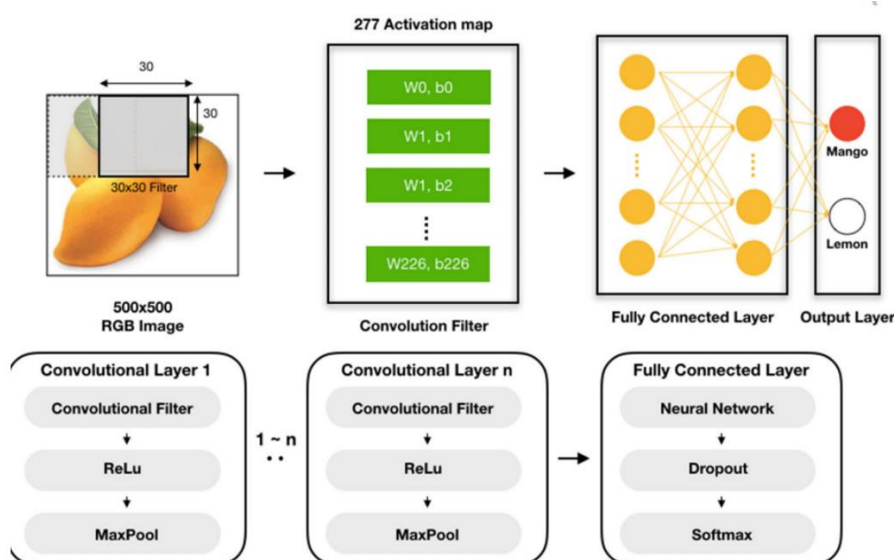 277 Activation map
30
30
30x30 Filter
500x500
RGB Image
W0, b0
W1, b1
W1, b2
W226, b226
Convolution Filter
Fully Connected Layer
Mango
Lemon
Output Layer
Convolutional Layer 1
Convolutional Filter
ReLu
MaxPool
1 ~ n
Convolutional Layer n
Convolutional Filter
ReLu
MaxPool
Fully Connected Layer
Neural Network
Dropout
Softmax